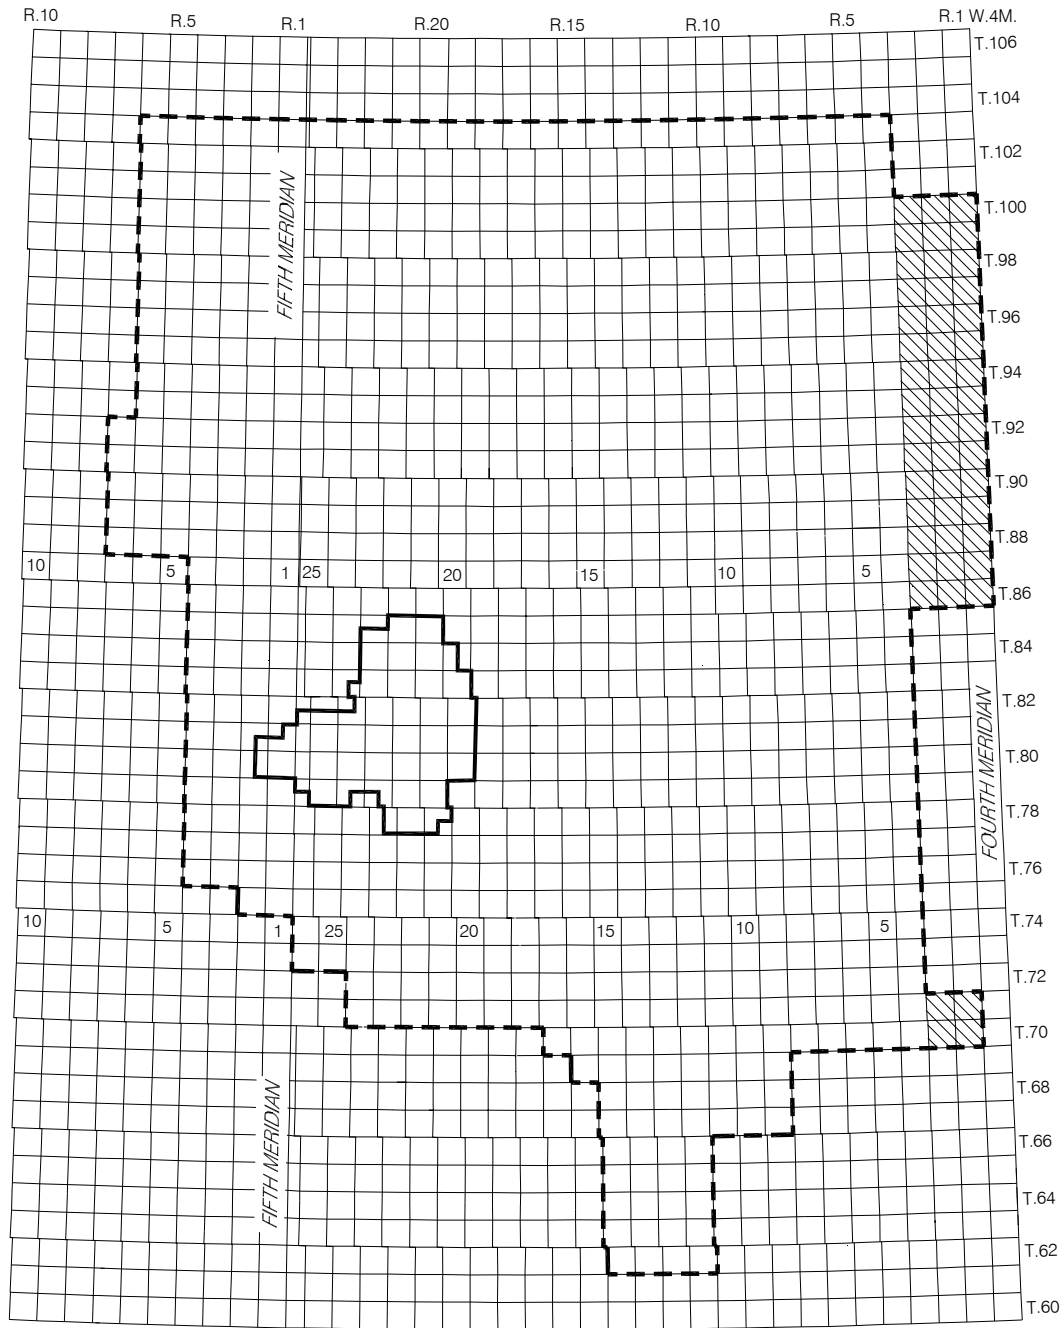 R.10 R.5 R.1 R.20 R.15 R.10 R.5 R.1 W.4M.
T.106
T.104
T.102
FIFTH MERIDIAN
T.100
T.98
T.96
T.94
T.92
T.90
T.88
10 5 1 25 20 15 10 5
T.86
T.84
T.82
FOURTH MERIDIAN
T.80
T.78
T.76
T.74
10 5 1 25 20 15 10 5
T.72
T.70
T.68
FIFTH MERIDIAN
T.66
T.64
T.62
T.60